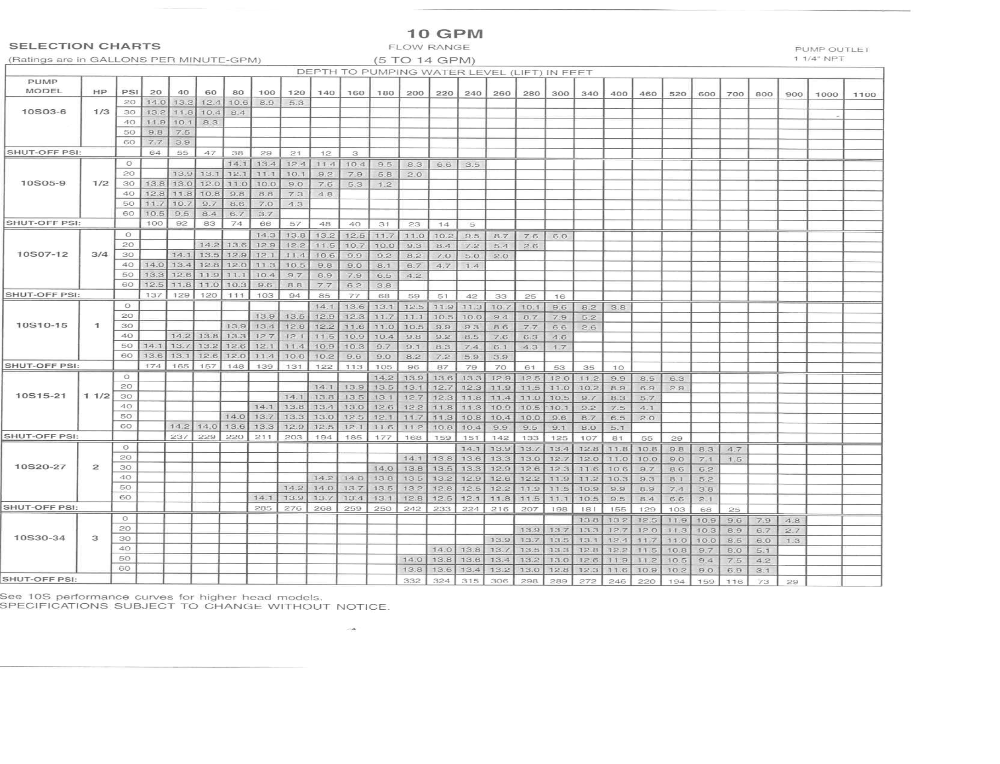 10 GPM
SELECTION CHARTS FLOW RANGE PUMP OUTLET
(Ratings are in GALLONS PER MINUTE-GPM) (5 TO 14 GPM) 1 1/4" NPT
DEPTH TO PUMPING WATER LEVEL (LIFT) IN FEET
PUMP
MODEL HP PSI 20 40 60 80 100 120 140 160 180 200 220 240 260 280 300 340 400 460 520 600 700 800 900 1000 1100
20 14.0 13.2 12.4 10.6 8.9 5.3
10S03-6 1/3 30 13.2 11.8 10.4 8.4
40 11.9 10.1 8.3
50 9.8 7.5
60 7.7 3.9
SHUT-OFF PSI: 64 55 47 38 29 21 12 3
0 14.1 13.4 12.4 11.4 10.4 9.5 8.3 6.6 3.5
20 13.9 13.1 12.1 11.1 10.1 9.2 7.9 5.8 2.0
10S05-9 1/2 30 13.8 13.0 12.0 11.0 10.0 9.0 7.6 5.3 1.2
40 12.8 11.8 10.8 9.8 8.8 7.3 4.8
50 11.7 10.7 9.7 8.6 7.0 4.3
60 10.5 9.5 8.4 6.7 3.7
SHUT-OFF PSI: 100 92 83 74 66 57 48 40 31 23 14 5
0 14.3 13.8 13.2 12.5 11.7 11.0 10.2 9.5 8.7 7.6 6.0
20 14.2 13.6 12.9 12.2 11.5 10.7 10.0 9.3 8.4 7.2 5.4 2.6
10S07-12 3/4 30 14.1 13.5 12.9 12.1 11.4 10.6 9.9 9.2 8.2 7.0 5.0 2.0
40 14.0 13.4 12.8 12.0 11.3 10.5 9.8 9.0 8.1 6.7 4.7 1.4
50 13.3 12.6 11.9 11.1 10.4 9.7 8.9 7.9 6.5 4.2
60 12.5 11.8 11.0 10.3 9.6 8.8 7.7 6.2 3.8
SHUT-OFF PSI: 137 129 120 111 103 94 85 77 68 59 51 42 33 25 16
0 14.1 13.6 13.1 12.5 11.9 11.3 10.7 10.1 9.6 8.2 3.8
20 13.9 13.5 12.9 12.3 11.7 11.1 10.5 10.0 9.4 8.7 7.9 5.2
10S10-15 1 30 13.9 13.4 12.8 12.2 11.6 11.0 10.5 9.9 9.3 8.6 7.7 6.6 2.6
40 14.2 13.8 13.3 12.7 12.1 11.5 10.9 10.4 9.8 9.2 8.5 7.6 6.3 4.6
50 14.1 13.7 13.2 12.6 12.1 11.4 10.9 10.3 9.7 9.1 8.3 7.4 6.1 4.3 1.7
60 13.6 13.1 12.6 12.0 11.4 10.8 10.2 9.6 9.0 8.2 7.2 5.9 3.9
SHUT-OFF PSI: 174 165 157 148 139 131 122 113 105 96 87 79 70 61 53 35 10
0 14.2 13.9 13.6 13.3 12.9 12.5 12.0 11.2 9.9 8.5 6.3
20 14.1 13.9 13.5 13.1 12.7 12.3 11.9 11.5 11.0 10.2 8.9 6.9 2.9
10S15-21 1 1/2 30 14.1 13.8 13.5 13.1 12.7 12.3 11.8 11.4 11.0 10.5 9.7 8.3 5.7
40 14.1 13.8 13.4 13.0 12.6 12.2 11.8 11.3 10.9 10.5 10.1 9.2 7.5 4.1
50 14.0 13.7 13.3 13.0 12.5 12.1 11.7 11.3 10.8 10.4 10.0 9.6 8.7 6.5 2.0
60 14.2 14.0 13.6 13.3 12.9 12.5 12.1 11.6 11.2 10.8 10.4 9.9 9.5 9.1 8.0 5.1
SHUT-OFF PSI: 237 229 220 211 203 194 185 177 168 159 151 142 133 125 107 81 55 29
0 14.1 13.9 13.7 13.4 12.8 11.8 10.8 9.8 8.3 4.7
20 14.1 13.8 13.6 13.3 13.0 12.7 12.0 11.0 10.0 9.0 7.1 1.5
10S20-27 2 30 14.0 13.8 13.5 13.3 12.9 12.6 12.3 11.6 10.6 9.7 8.6 6.2
40 14.2 14.0 13.8 13.5 13.2 12.9 12.6 12.2 11.9 11.2 10.3 9.3 8.1 5.2
50 14.2 14.0 13.7 13.5 13.2 12.8 12.5 12.2 11.9 11.5 10.9 9.9 8.9 7.4 3.8
60 14.1 13.9 13.7 13.4 13.1 12.8 12.5 12.1 11.8 11.5 11.1 10.5 9.5 8.4 6.6 2.1
SHUT-OFF PSI: 285 276 268 259 250 242 233 224 216 207 198 181 155 129 103 68 25
0 13.8 13.2 12.5 11.9 10.9 9.6 7.9 4.8
20 13.9 13.7 13.3 12.7 12.0 11.3 10.3 8.9 6.7 2.7
10S30-34 3 30 13.9 13.7 13.5 13.1 12.4 11.7 11.0 10.0 8.5 6.0 1.3
40 14.0 13.8 13.7 13.5 13.3 12.8 12.2 11.5 10.8 9.7 8.0 5.1
50 14.0 13.8 13.6 13.4 13.2 13.0 12.6 11.9 11.2 10.5 9.4 7.5 4.2
60 13.8 13.6 13.4 13.2 13.0 12.8 12.3 11.6 10.9 10.2 9.0 6.9 3.1
SHUT-OFF PSI: 332 324 315 306 298 289 272 246 220 194 159 116 73 29
See 10S performance curves for higher head models.
SPECIFICATIONS SUBJECT TO CHANGE WITHOUT NOTICE.